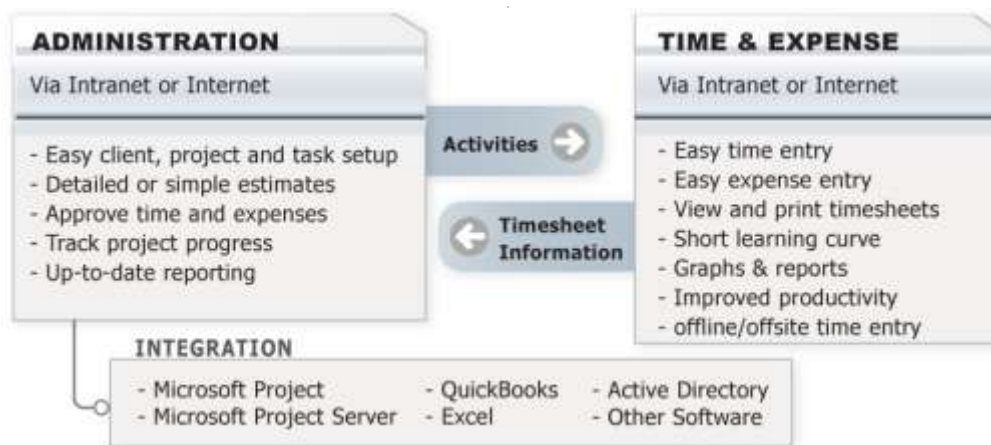 ADMINISTRATION
Via Intranet or Internet
- Easy client, project and task setup
- Detailed or simple estimates
- Approve time and expenses
- Track project progress
- Up-to-date reporting
Activities
Timesheet
Information
TIME & EXPENSE
Via Intranet or Internet
- Easy time entry
- Easy expense entry
- View and print timesheets
- Short learning curve
- Graphs & reports
- Improved productivity
- offline/offsite time entry
INTEGRATION
- Microsoft Project
- Microsoft Project Server
- QuickBooks
- Excel
- Active Directory
- Other Software